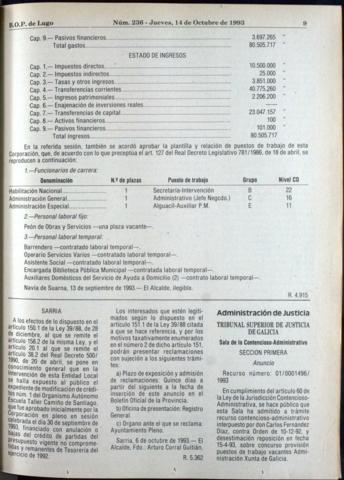 B.O.P. de Lugo Núm. 236 - Jueves, 14 de Octubre de 1993 9
Cap. 9.— Pasivos financieros 3.697.265 "
Total gastos 80.505.717 "
ESTADO DE INGRESOS
Cap. 1.— Impuestos directos 10.500.000 "
Cap. 2.— Impuestos indirectos 25.000 "
Cap. 3.— Tasas y otros ingresos 3.851.000 "
Cap. 4.— Transferencias corrientes 40.775.260 "
Cap. 5.— Ingresos patrimoniales 2.206.200 "
Cap. 6.— Enajenación de inversiones reales
Cap. 7.— Transferencias de capital 23.047.157 "
Cap. 8.— Activos financieros 100 "
Cap. 9.— Pasivos financieros 101.000 "
Total ingresos 80.505.717 "
En la referida sesión, también se acordó aprobar la plantilla y relación de puestos de trabajo de esta
Corporación, que, de acuerdo con lo que preceptúa el art. 127 del Real Decreto Legislativo 781/1986, de 18 de abril, se
reproducen a continuación:
1.—Funcionarios de carrera:
Denominación N.º de plazas Puesto de trabajo Grupo Nivel CD
Habilitación Nacional 1 Secretaría-Intervención B 22
Administración General 1 Administrativo (Jefe Negodo.) C 16
Administración Especial 1 Alguacil-Auxiliar P.M. E 11
2.—Personal laboral fijo:
Peón de Obras y Servicios —una plaza vacante—.
3.—Personal laboral temporal:
Barrendero —contratado laboral temporal—.
Operario Servicios Varios —contratado laboral temporal—.
Asistente Social —contratado laboral temporal—.
Encargada Biblioteca Pública Municipal —contratada laboral temporal—.
Auxiliares Domésticos del Servicio de Ayuda a Domicilio (2) —contrato laboral temporal—.
Navia de Suarna, 13 de septiembre de 1993.— El Alcalde, ilegible.
R. 4.915
SARRIA
A los efectos de lo dispuesto en el
artículo 150.1 de la Ley 39/88, de 28
de diciembre, al que se remite el
artículo 158.2 de la misma Ley, y el
artículo 20.1 al que se remite el
artículo 38.2 del Real Decreto 500/
1990, de 20 de abril, se pone en
conocimiento general que en la
Intervención de esta Entidad Local
se halla expuesto al público el
expediente de modificación de crédi-
tos núm. 1 del Organismo Autónomo
Escuela Taller Camiño de Santiago,
que fue aprobado inicialmente por la
Corporación en pleno en sesión
celebrada el día 30 de septiembre de
1993, financiado con anulación o
bajas del crédito de partidas del
presupuesto vigente no comprome-
tidas y remanentes de Tesorería del
ejercicio de 1992.
Los interesados que estén legiti-
mados según lo dispuesto en el
artículo 151.1 de la Ley 39/88 citada
a que se hace referencia, y por los
motivos taxativamente enumerados
en el número 2 de dicho artículo 151,
podrán presentar reclamaciones
con sujeción a los siguientes trámi-
tes:
a) Plazo de exposición y admisión
de reclamaciones: Quince días a
partir del siguiente a la fecha de
inserción de este anuncio en el
Boletín Oficial de la Provincia.
b) Oficina de presentación: Registro
General.
c) Organo ante el que se reclama:
Ayuntamiento Pleno.
Sarria, 6 de octubre de 1993.— El
Alcalde, Fdo.: Arturo Corral Guitián.
R. 5.362
Administración de Justicia
TRIBUNAL SUPERIOR DE JUSTICIA
DE GALICIA
Sala de lo Contencioso-Administrativo
SECCION PRIMERA
Anuncio
Recurso número: 01/0001496/
1993
En cumplimiento del artículo 60 de
la Ley de la Jurisdicción Contencioso-
Administrativa, se hace pública que
esta Sala ha admitido a trámite
recurso contencioso-administrativo
interpuesto por don Carlos Fernández
Díaz, contra Orden de 10-12-92, y
desestimación reposición en fecha
15-4-93, sobre concurso provisión
puestos de trabajo vacantes Admi-
nistración Xunta de Galicia.